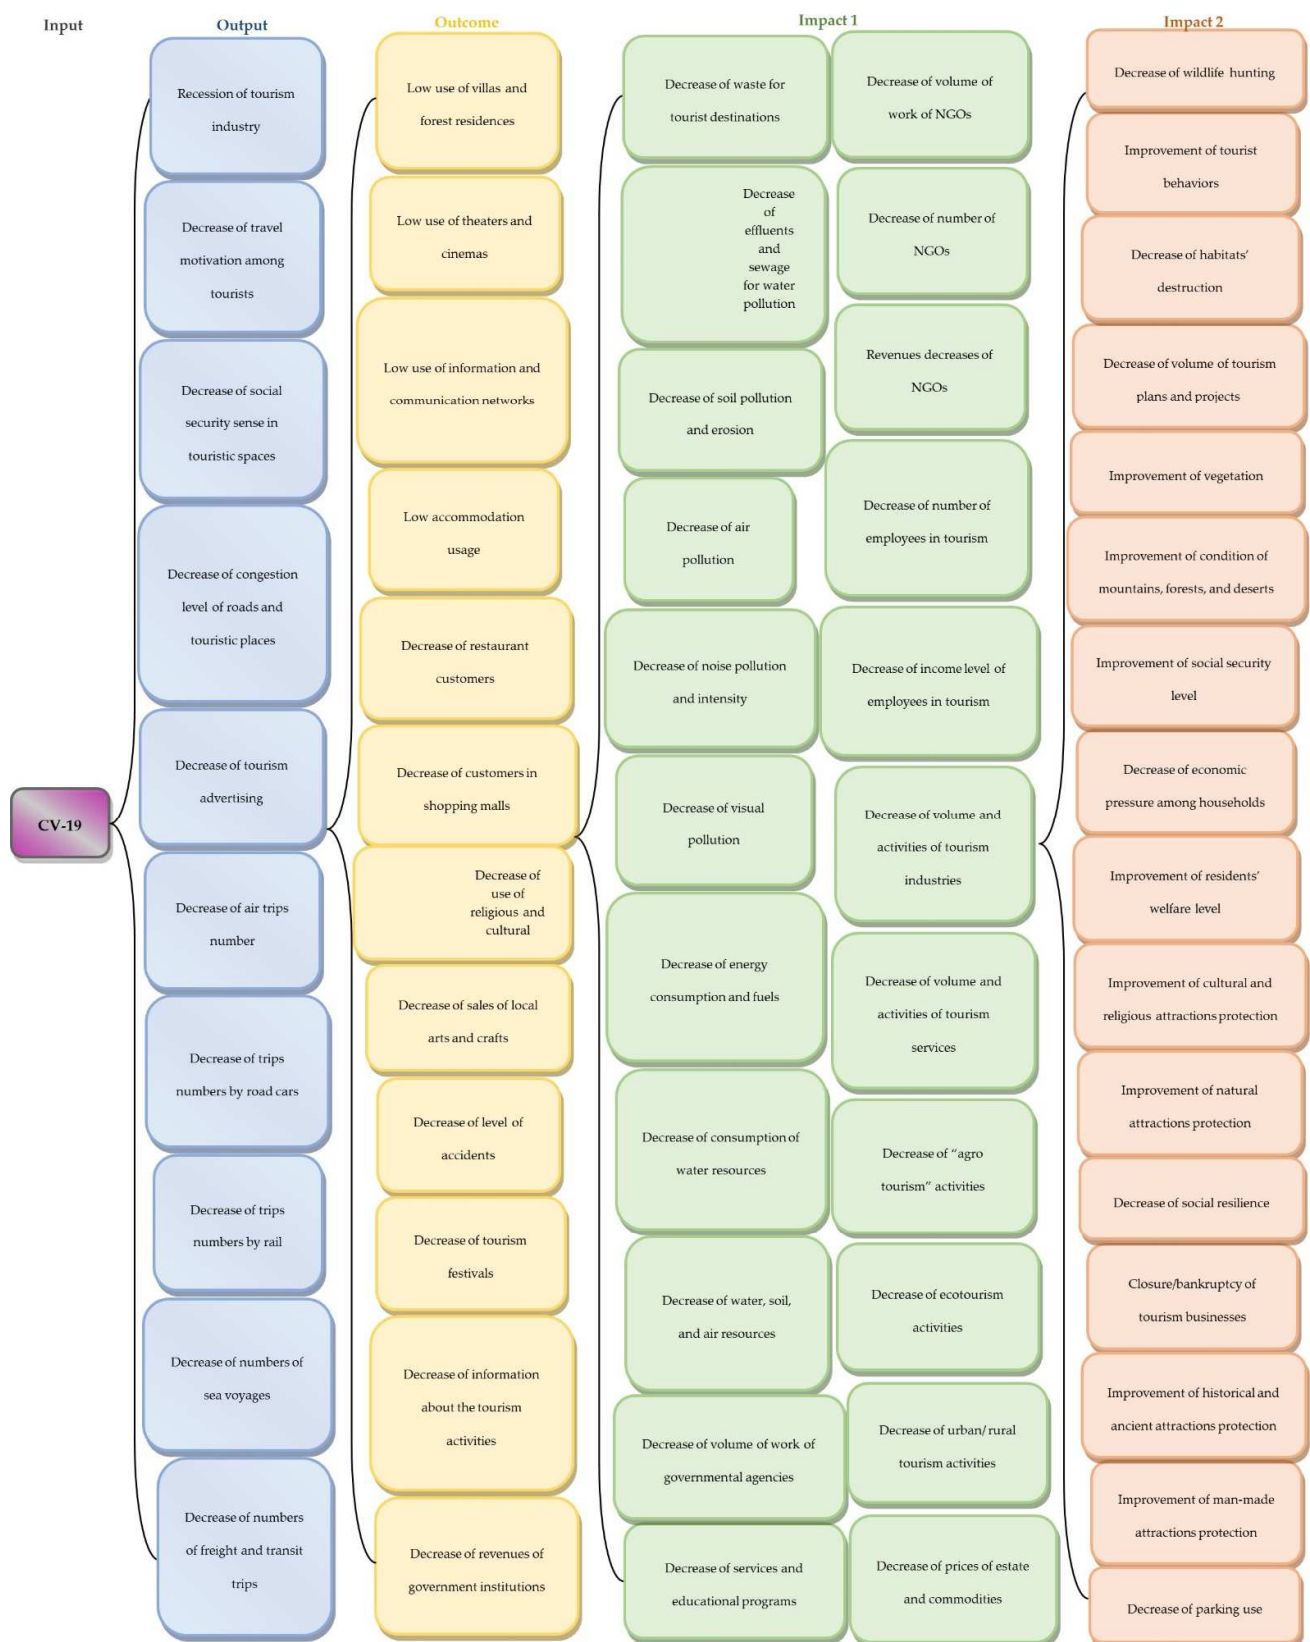 Input
Output
Outcome
Impact 1
Impact 2
CV-19
Recession of tourism
industry
Decrease of travel
motivation among
tourists
Decrease of social
security sense in
touristic spaces
Decrease of congestion
level of roads and
touristic places
Decrease of tourism
advertising
Decrease of air trips
number
Decrease of trips
numbers by road cars
Decrease of trips
numbers by rail
Decrease of numbers of
sea voyages
Decrease of numbers
of freight and transit
trips
Low use of villas and
forest residences
Low use of theaters and
cinemas
Low use of information and
communication networks
Low accommodation
usage
Decrease of restaurant
customers
Decrease of customers in
shopping malls
Decrease of
use of
religious and
cultural
Decrease of sales of local
arts and crafts
Decrease of level of
accidents
Decrease of tourism
festivals
Decrease of information
about the tourism
activities
Decrease of revenues of
government institutions
Decrease of waste for
tourist destinations
Decrease
of
effluents
and
sewage
for water
pollution
Decrease of soil pollution
and erosion
Decrease of air
pollution
Decrease of noise pollution
and intensity
Decrease of visual
pollution
Decrease of energy
consumption and fuels
Decrease of consumption of
water resources
Decrease of water, soil,
and air resources
Decrease of volume of work of
governmental agencies
Decrease of services and
educational programs
Decrease of volume of
work of NGOs
Decrease of number of
NGOs
Revenues decreases of
NGOs
Decrease of number of
employees in tourism
Decrease of income level of
employees in tourism
Decrease of volume and
activities of tourism
industries
Decrease of volume and
activities of tourism
services
Decrease of “agro
tourism” activities
Decrease of ecotourism
activities
Decrease of urban/ rural
tourism activities
Decrease of prices of estate
and commodities
Decrease of wildlife hunting
Improvement of tourist
behaviors
Decrease of habitats’
destruction
Decrease of volume of tourism
plans and projects
Improvement of vegetation
Improvement of condition of
mountains, forests, and deserts
Improvement of social security
level
Decrease of economic
pressure among households
Improvement of residents’
welfare level
Improvement of cultural and
religious attractions protection
Improvement of natural
attractions protection
Decrease of social resilience
Closure/bankruptcy of
tourism businesses
Improvement of historical and
ancient attractions protection
Improvement of man-made
attractions protection
Decrease of parking use